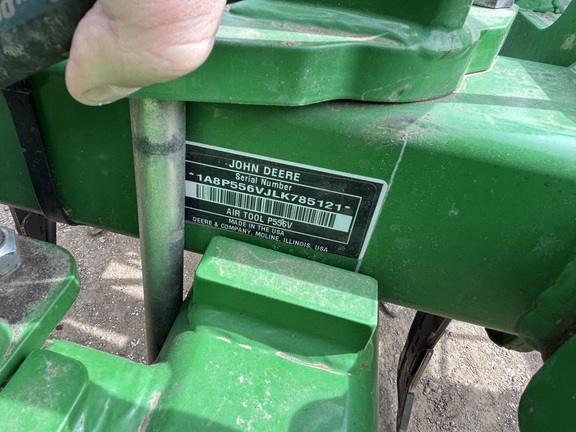 JOHN DEERE
Serial Number
-1A8P556VJLK785121-
AIR TOOL P556V
MADE IN THE USA
DEERE & COMPANY, MOLINE, ILLINOIS, USA